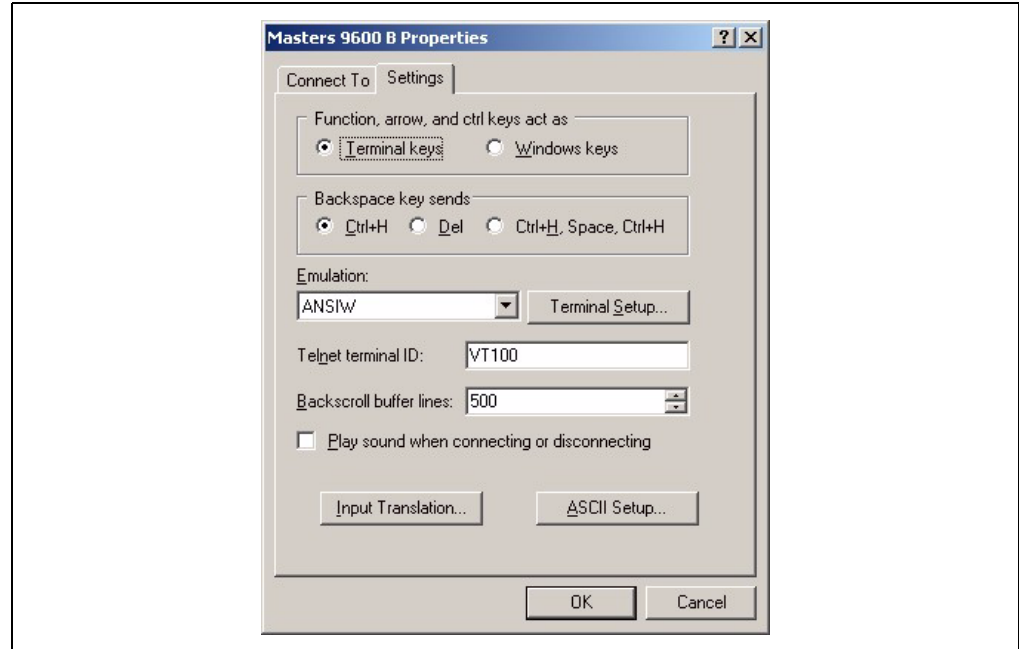 Masters 9600 B Properties
Connect To Settings
Function, arrow, and ctrl keys act as
Terminal keys Windows keys
Backspace key sends
Ctrl+H Del Ctrl+H, Space, Ctrl+H
Emulation:
ANSIW Terminal Setup...
Telnet terminal ID: VT100
Backscroll buffer lines: 500
Play sound when connecting or disconnecting
Input Translation... ASCII Setup...
OK Cancel